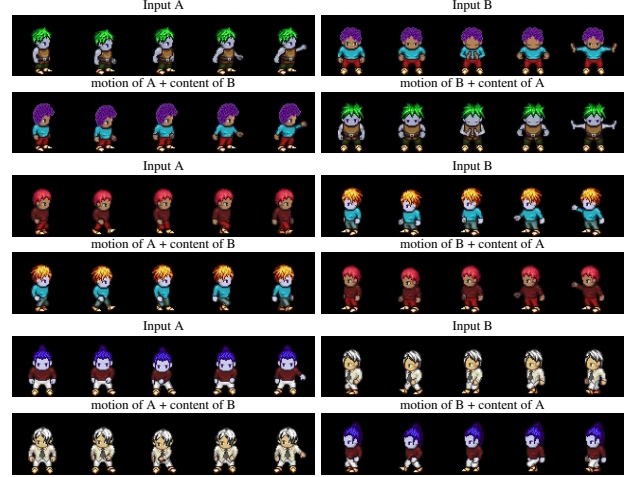 Input A
Input B
motion of A + content of B
motion of B + content of A
Input A
Input B
motion of A + content of B
motion of B + content of A
Input A
Input B
motion of A + content of B
motion of B + content of A